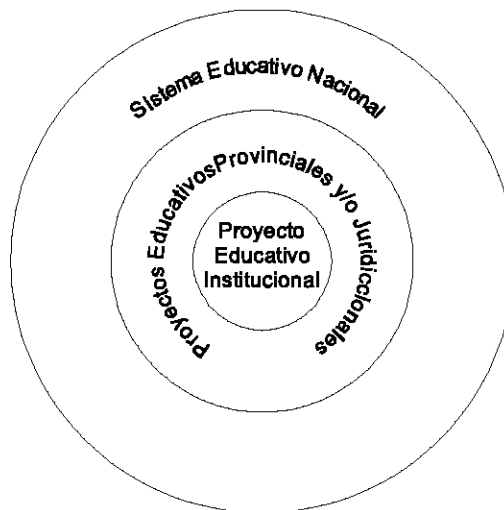 Sistema Educativo Nacional
Proyectos EducativosProvinciales y/o Juridiccionales
Proyecto
Educativo
Institucional